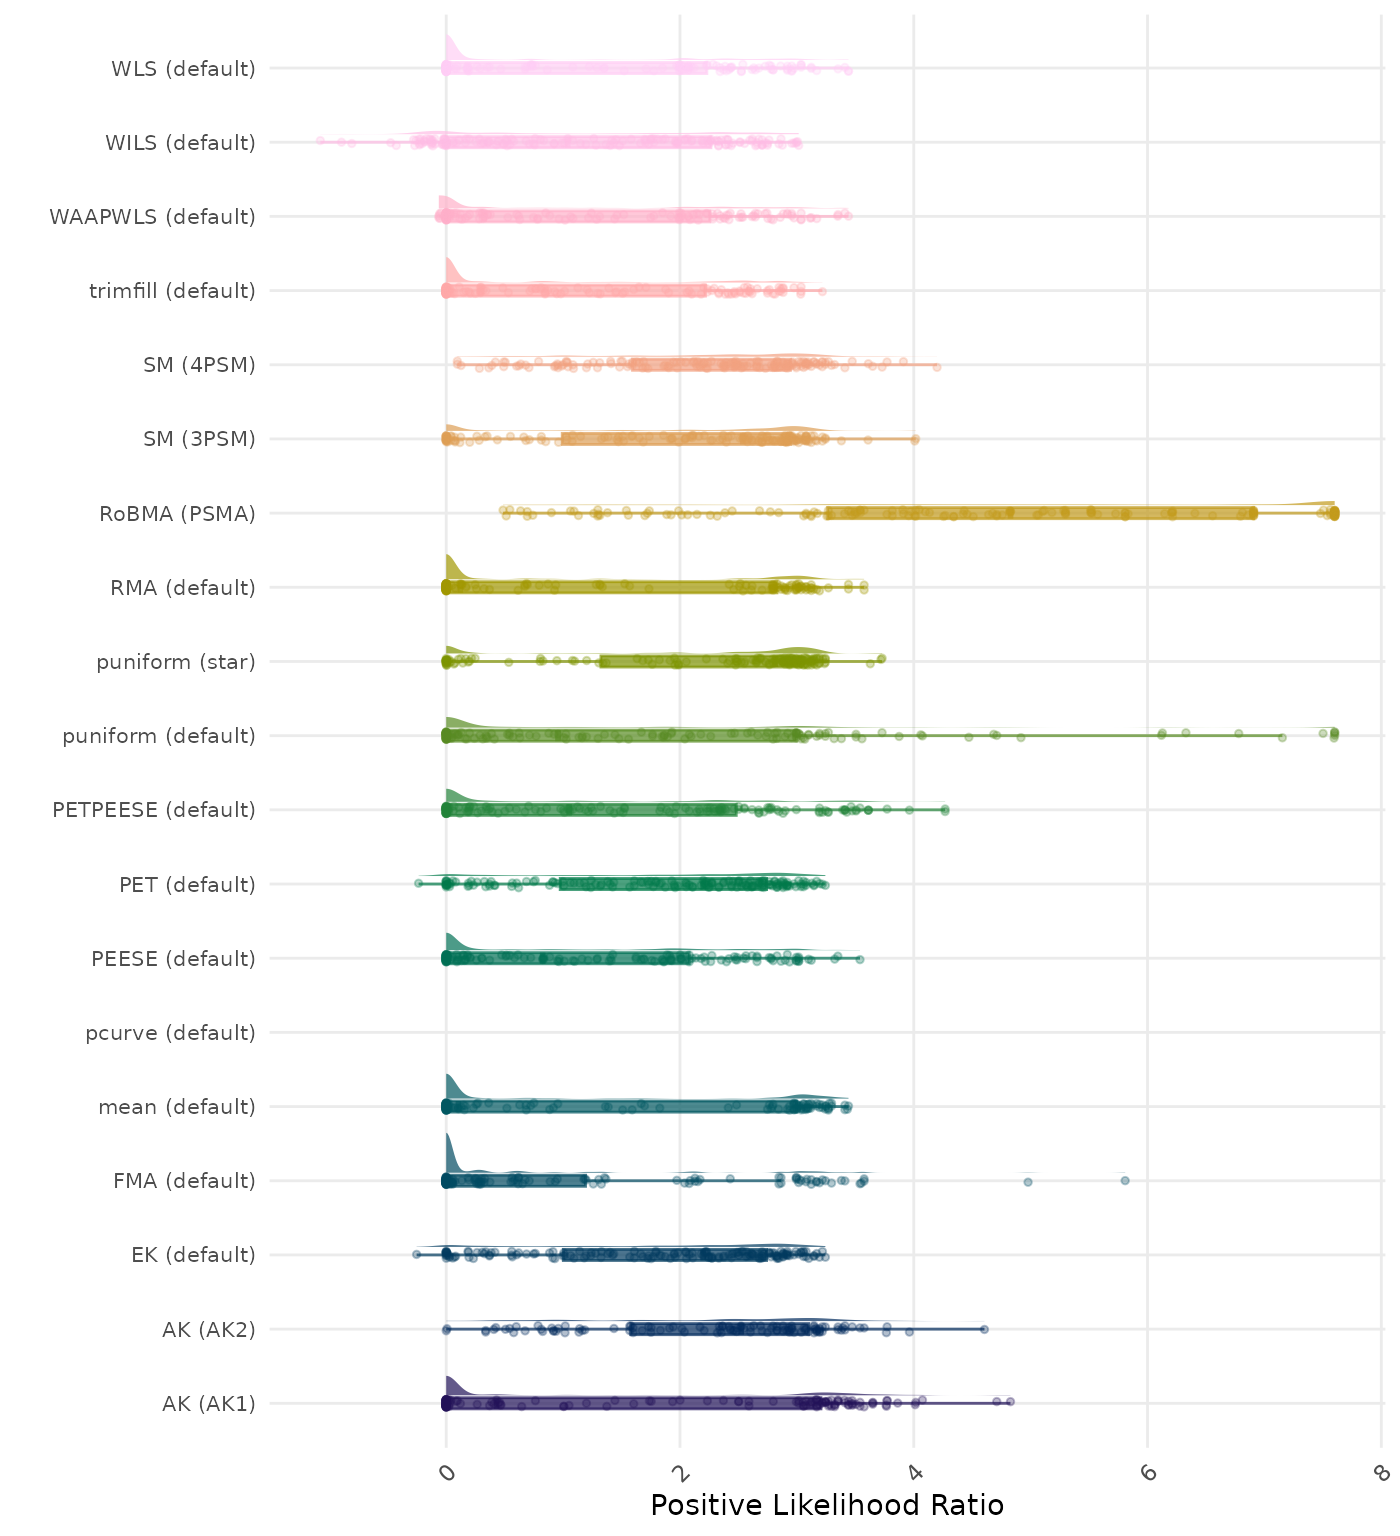 WLS (default)
WILS (default)
WAAPWLS (default)
trimfill (default)
SM (4PSM)
SM (3PSM)
RoBMA (PSMA)
RMA (default)
puniform (star)
puniform (default)
PETPEESE (default)
PET (default)
PEESE (default)
pcurve (default)
mean (default)
FMA (default)
EK (default)
AK (AK2)
AK (AK1)
0 2 4 6 8
Positive Likelihood Ratio